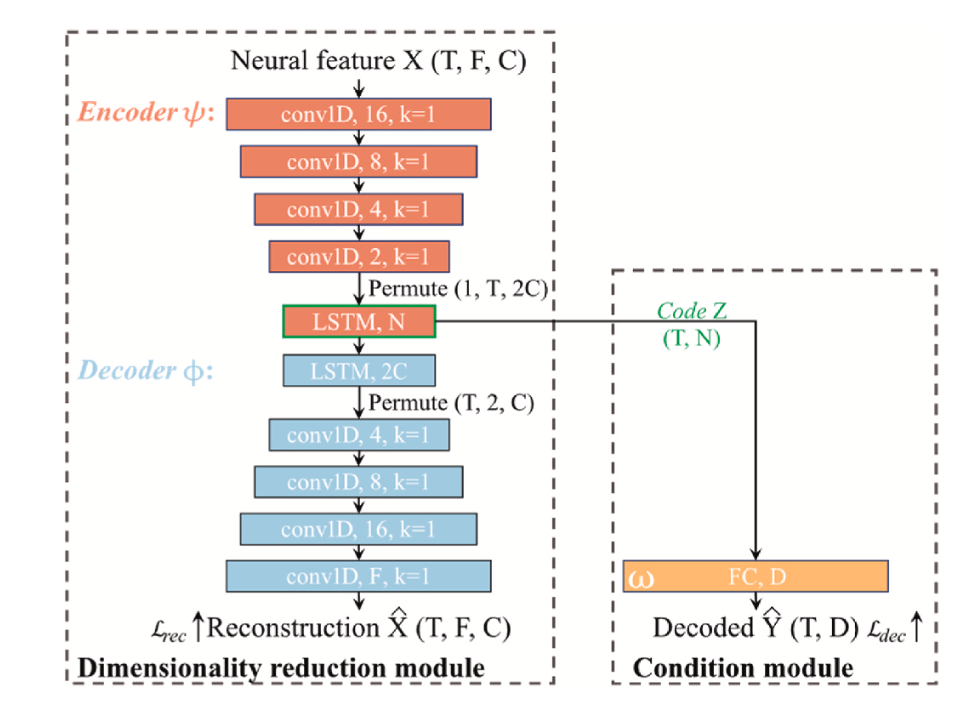 Neural feature X (T, F, C)
Encoder ψ:
conv1D, 16, k=1
conv1D, 8, k=1
conv1D, 4, k=1
conv1D, 2, k=1
Permute (1, T, 2C)
LSTM, N
Code Z
(T, N)
Decoder ϕ:
LSTM, 2C
Permute (T, 2, C)
conv1D, 4, k=1
conv1D, 8, k=1
conv1D, 16, k=1
conv1D, F, k=1
ω FC, D
ℒrec ↑ Reconstruction X̂ (T, F, C)
Decoded Ŷ (T, D) ℒdec ↑
Dimensionality reduction module
Condition module